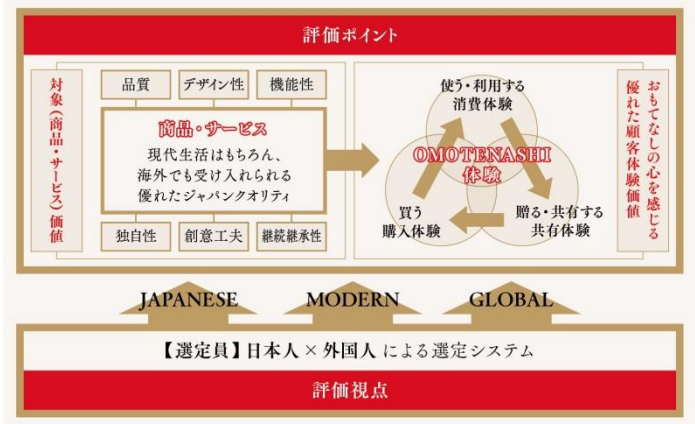 評価ポイント
対象(商品・サービス)価値
品質
デザイン性
機能性
商品・サービス
現代生活はもちろん、
海外でも受け入れられる
優れたジャパンクオリティ
独自性
創意工夫
継続継承性
使う・利用する
消費体験
OMOTENASHI
体験
買う
購入体験
贈る・共有する
共有体験
おもてなしの心を感じる
優れた顧客体験価値
JAPANESE
MODERN
GLOBAL
【選定員】日本人×外国人による選定システム
評価視点